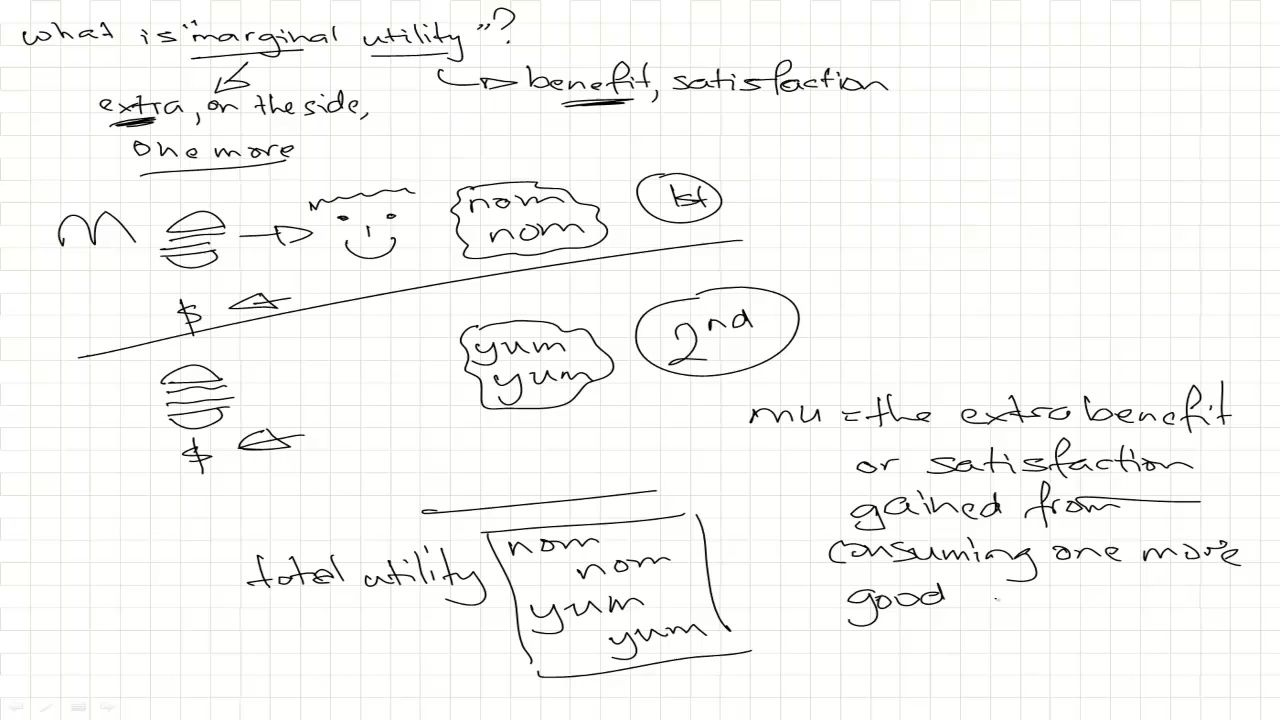 what is "marginal utility"?
benefit, satisfaction
extra, on the side,
one more
M
nom
nom
1st
$
yum
yum
2nd
$
mu = the extra benefit
or satisfaction
gained from
consuming one more
good
total utility
nom
nom
yum
yum